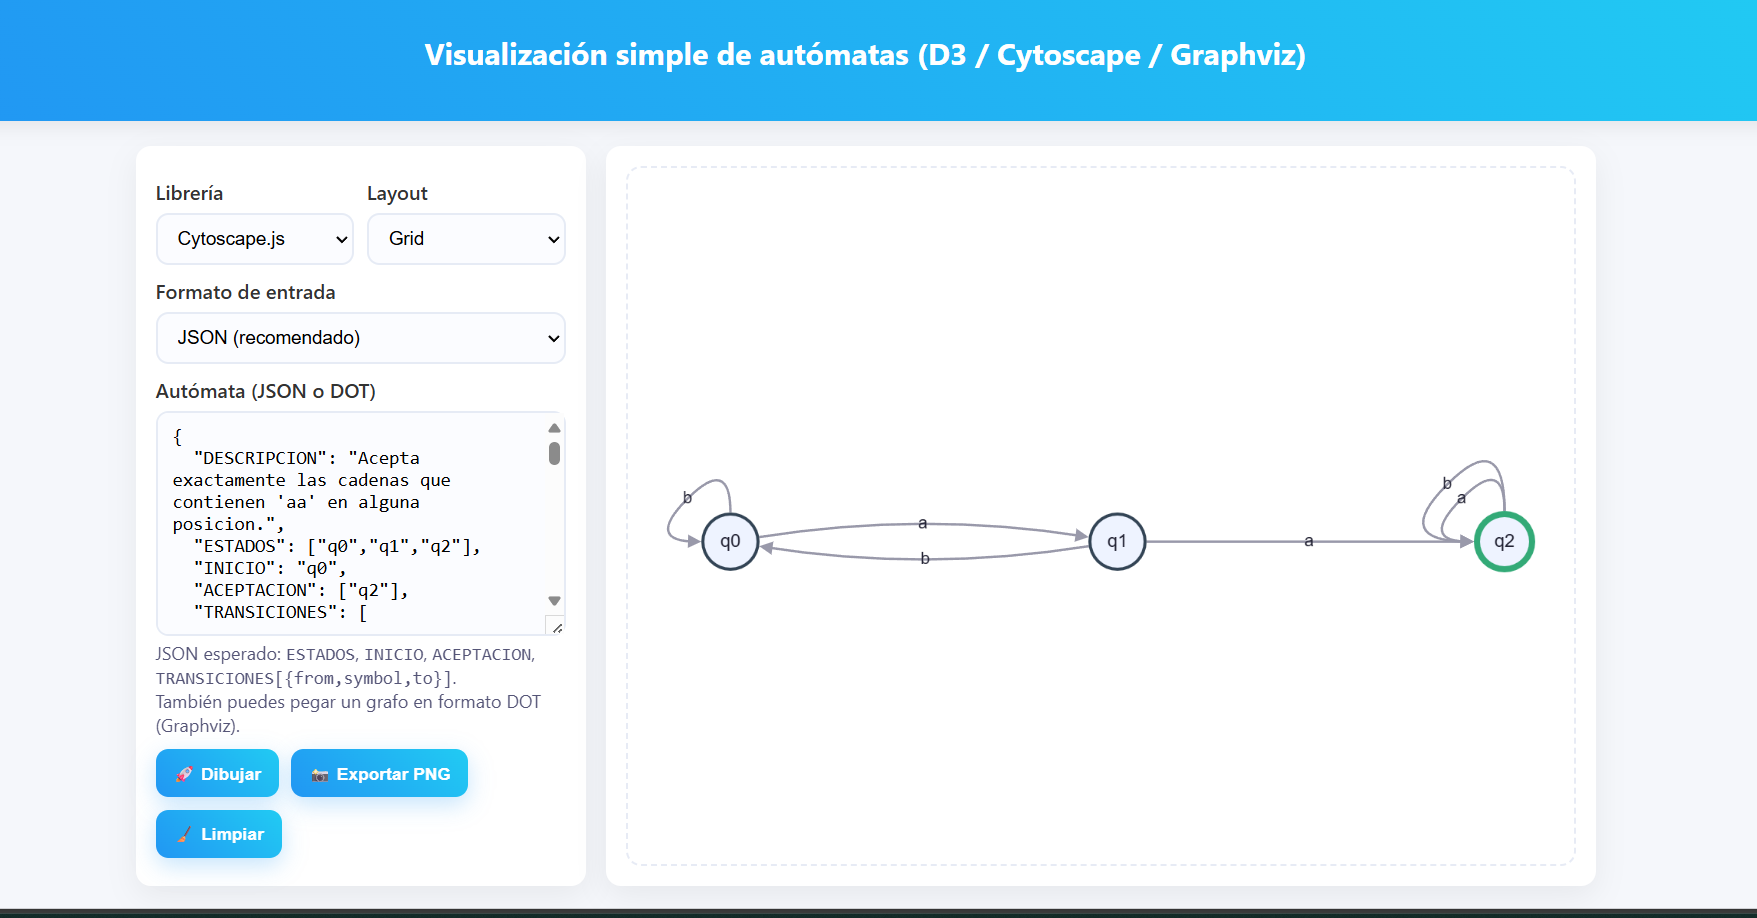 Visualización simple de autómatas (D3 / Cytoscape / Graphviz)
Librería
Layout
Cytoscape.js
Grid
Formato de entrada
JSON (recomendado)
Autómata (JSON o DOT)
{
"DESCRIPCION": "Acepta
exactamente las cadenas que
contienen 'aa' en alguna
posicion.",
"ESTADOS": ["q0","q1","q2"],
"INICIO": "q0",
"ACEPTACION": ["q2"],
"TRANSICIONES": [
JSON esperado: ESTADOS, INICIO, ACEPTACION,
TRANSICIONES[{from,symbol,to}].
También puedes pegar un grafo en formato DOT
(Graphviz).
🚀 Dibujar
📸 Exportar PNG
🧹 Limpiar
b
q0
a
b
q1
a
b
a
q2